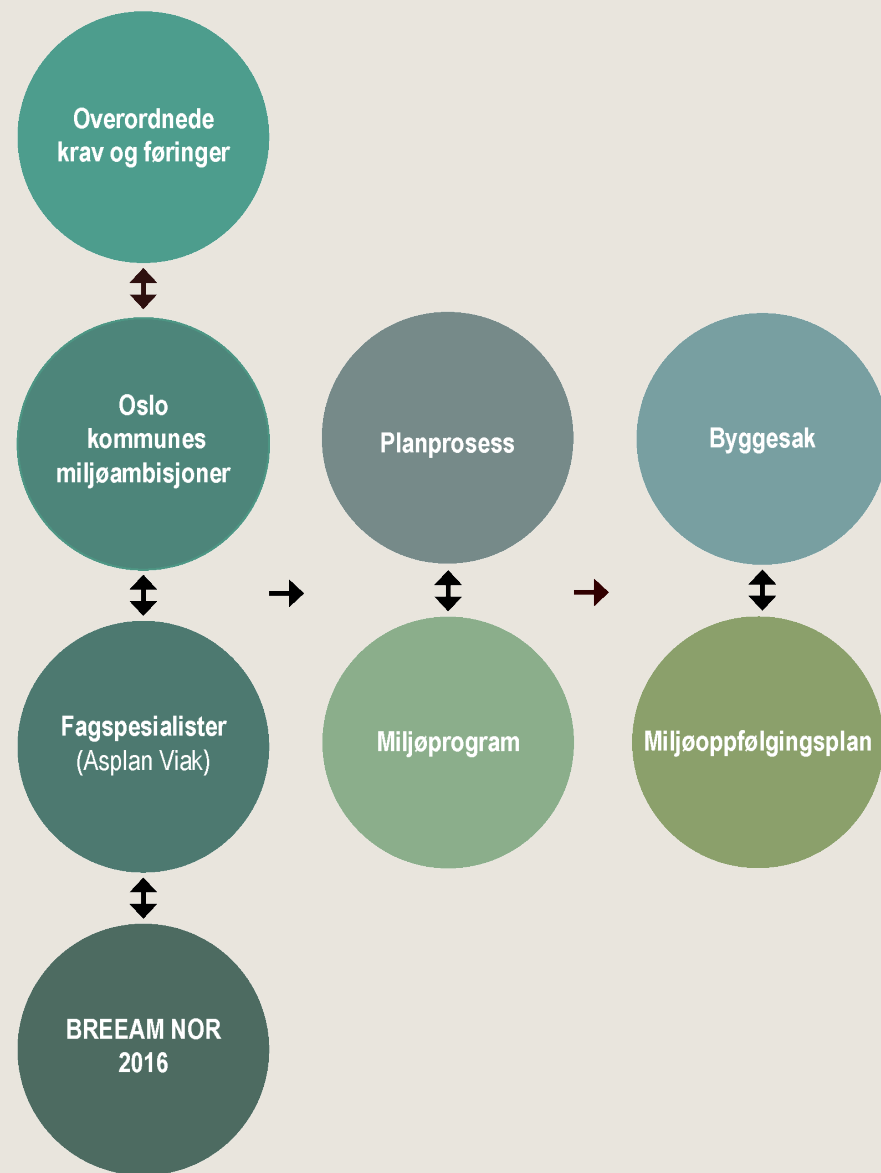 Overordnede
krav og føringer
Oslo
kommunes
miljøambisjoner
Fagspesialister
(Asplan Viak)
BREEAM NOR
2016
Planprosess
Miljøprogram
Byggesak
Miljøoppfølgingsplan